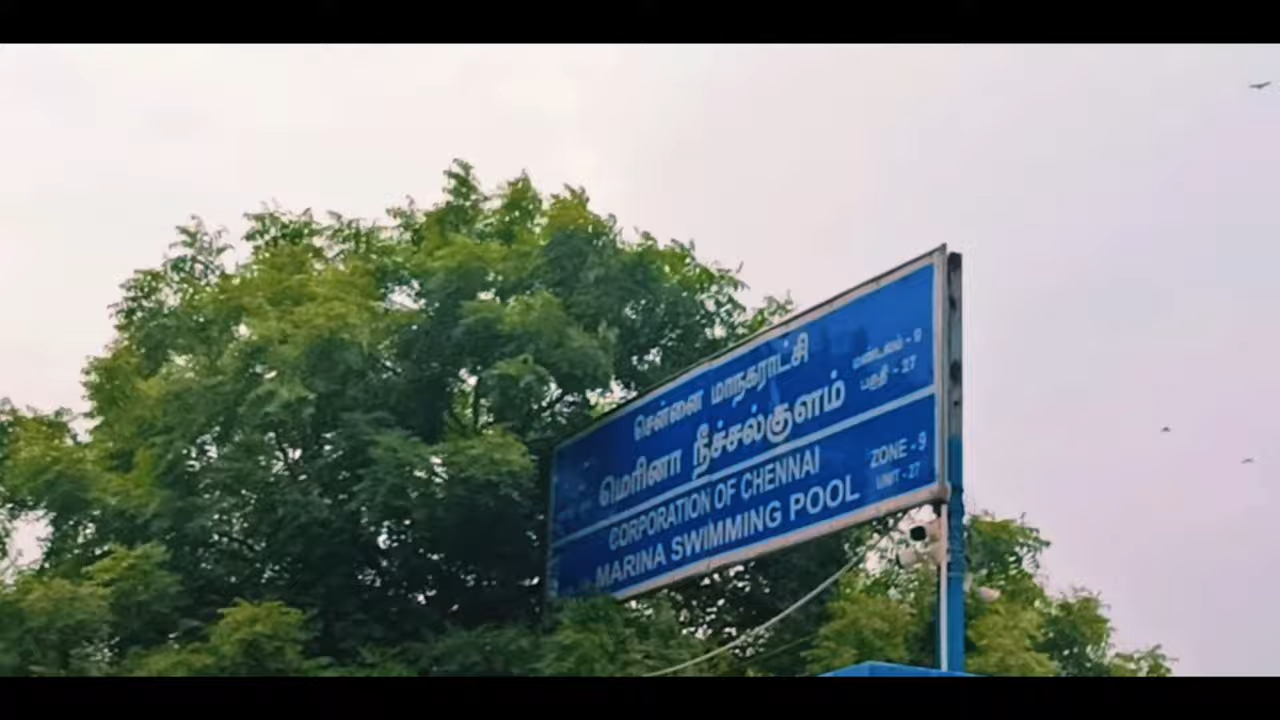 சென்னை மாநகராட்சி
மண்டலம் - 9
மெரினா நீச்சல்குளம்
பகுதி - 27
CORPORATION OF CHENNAI
ZONE - 9
MARINA SWIMMING POOL
UNIT - 27